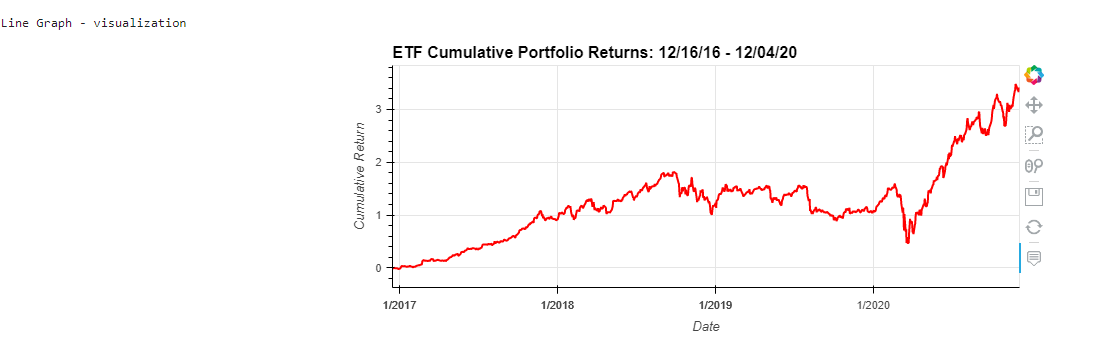 Line Graph - visualization
ETF Cumulative Portfolio Returns: 12/16/16 - 12/04/20
3
2
1
0
Cumulative Return
1/2017 1/2018 1/2019 1/2020
Date